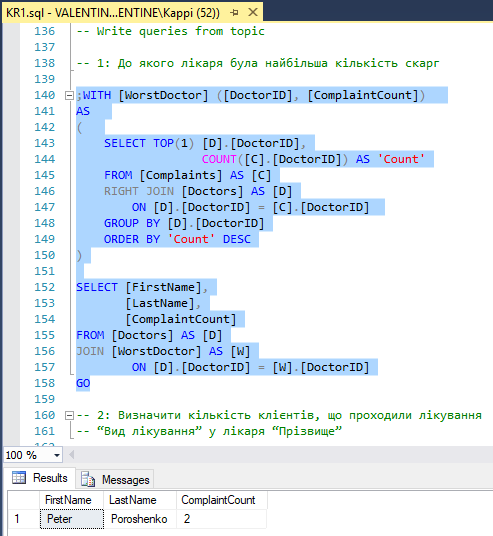 KR1.sql - VALENTIN...ENTINE\Kappi (52))
136 -- Write queries from topic
137
138 -- 1: До якого лікаря була найбільша кількість скарг
139
140 ;WITH [WorstDoctor] ([DoctorID], [ComplaintCount])
141 AS
142 (
143 SELECT TOP(1) [D].[DoctorID],
144 COUNT([C].[DoctorID]) AS 'Count'
145 FROM [Complaints] AS [C]
146 RIGHT JOIN [Doctors] AS [D]
147 ON [D].[DoctorID] = [C].[DoctorID]
148 GROUP BY [D].[DoctorID]
149 ORDER BY 'Count' DESC
150 )
151
152 SELECT [FirstName],
153 [LastName],
154 [ComplaintCount]
155 FROM [Doctors] AS [D]
156 JOIN [WorstDoctor] AS [W]
157 ON [D].[DoctorID] = [W].[DoctorID]
158 GO
159
160 -- 2: Визначити кількість клієнтів, що проходили лікування
161 -- “Вид лікування” у лікаря “Прізвище”
100 %
Results Messages
FirstName LastName ComplaintCount
1 Peter Poroshenko 2